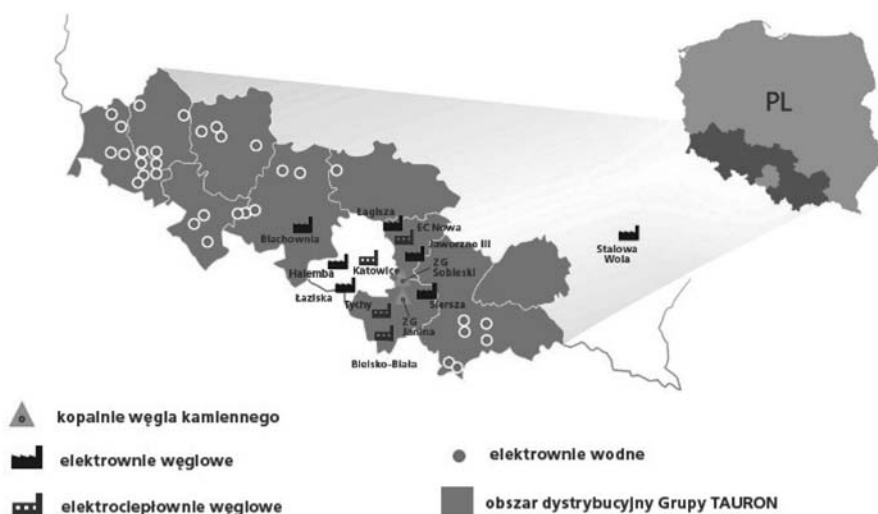 PL
Łagisza
EC Nowa
Jaworzno III
Blachownia
Stalowa
Wola
Halemba
Katowice
ZG
Sobieski
Łaziska
Tychy
Siersza
ZG
Janina
Bielsko-Biała
kopalnie węgla kamiennego
elektrownie węglowe
elektrownie wodne
elektrociepłownie węglowe
obszar dystrybucyjny Grupy TAURON